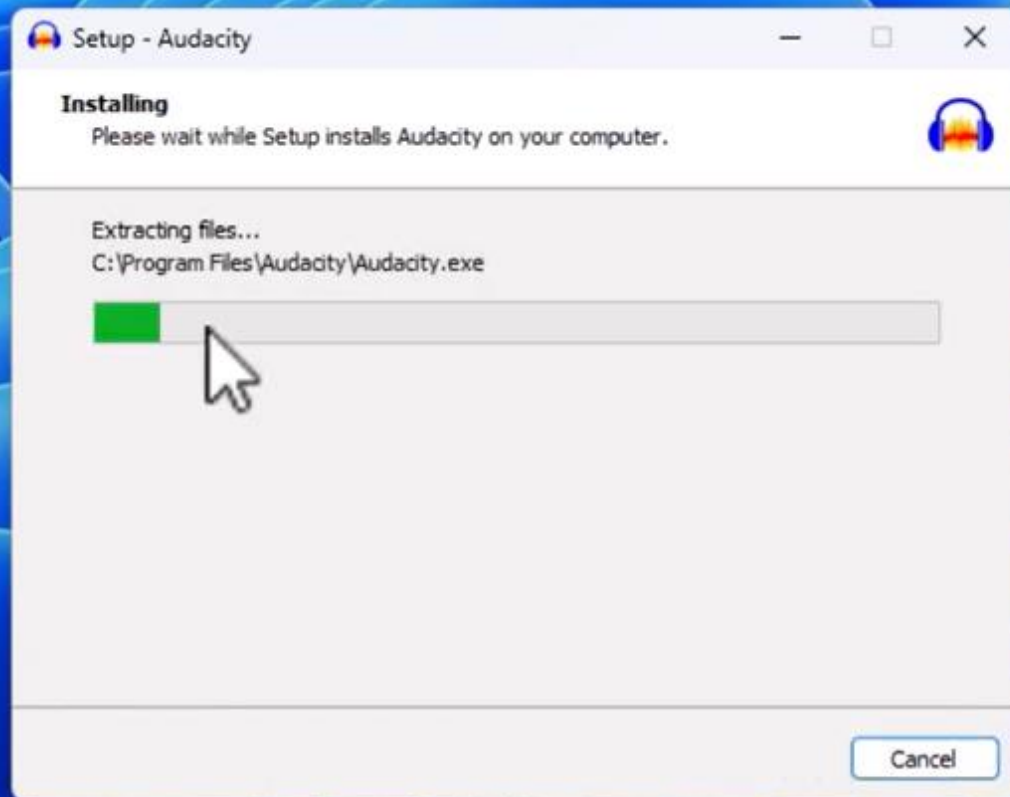 Setup - Audacity
Installing
Please wait while Setup installs Audacity on your computer.
Extracting files...
C:\Program Files\Audacity\Audacity.exe
Cancel